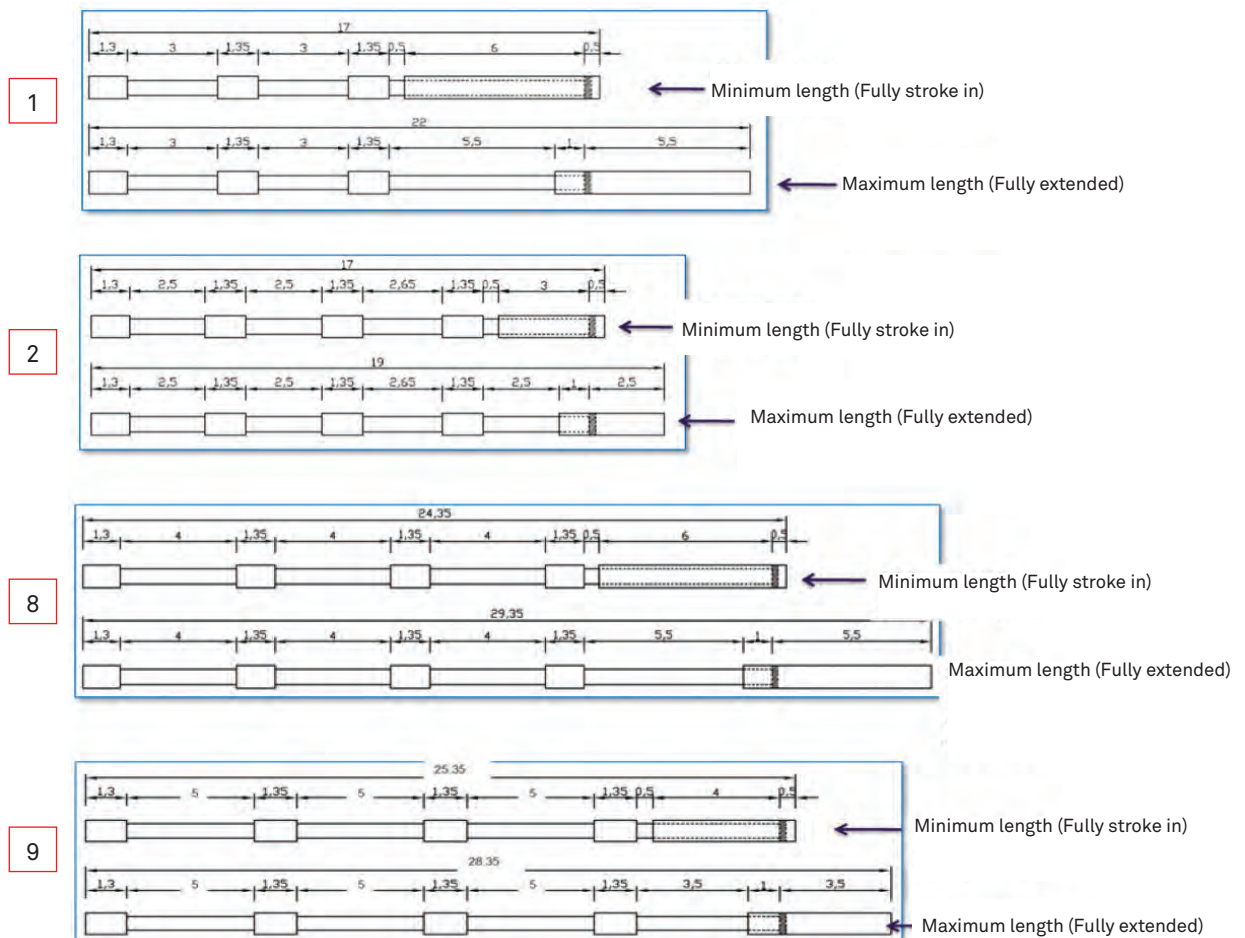 17
1,3 3 1,35 3 1,35 0,5 6 0,5
1
Minimum length (Fully stroke in)
22
1,3 3 1,35 3 1,35 5,5 1 5,5
Maximum length (Fully extended)
17
1,3 2,5 1,35 2,5 1,35 2,65 1,35 0,5 3 0,5
2
Minimum length (Fully stroke in)
19
1,3 2,5 1,35 2,5 1,35 2,65 1,35 2,5 1 2,5
Maximum length (Fully extended)
24,35
1,3 4 1,35 4 1,35 4 1,35 0,5 6 0,5
8
Minimum length (Fully stroke in)
29,35
1,3 4 1,35 4 1,35 4 1,35 5,5 1 5,5
Maximum length (Fully extended)
25.35
1,3 5 1,35 5 1,35 5 1,35 0,5 4 0,5
9
Minimum length (Fully stroke in)
28.35
1,3 5 1,35 5 1,35 5 1,35 3,5 1 3,5
Maximum length (Fully extended)